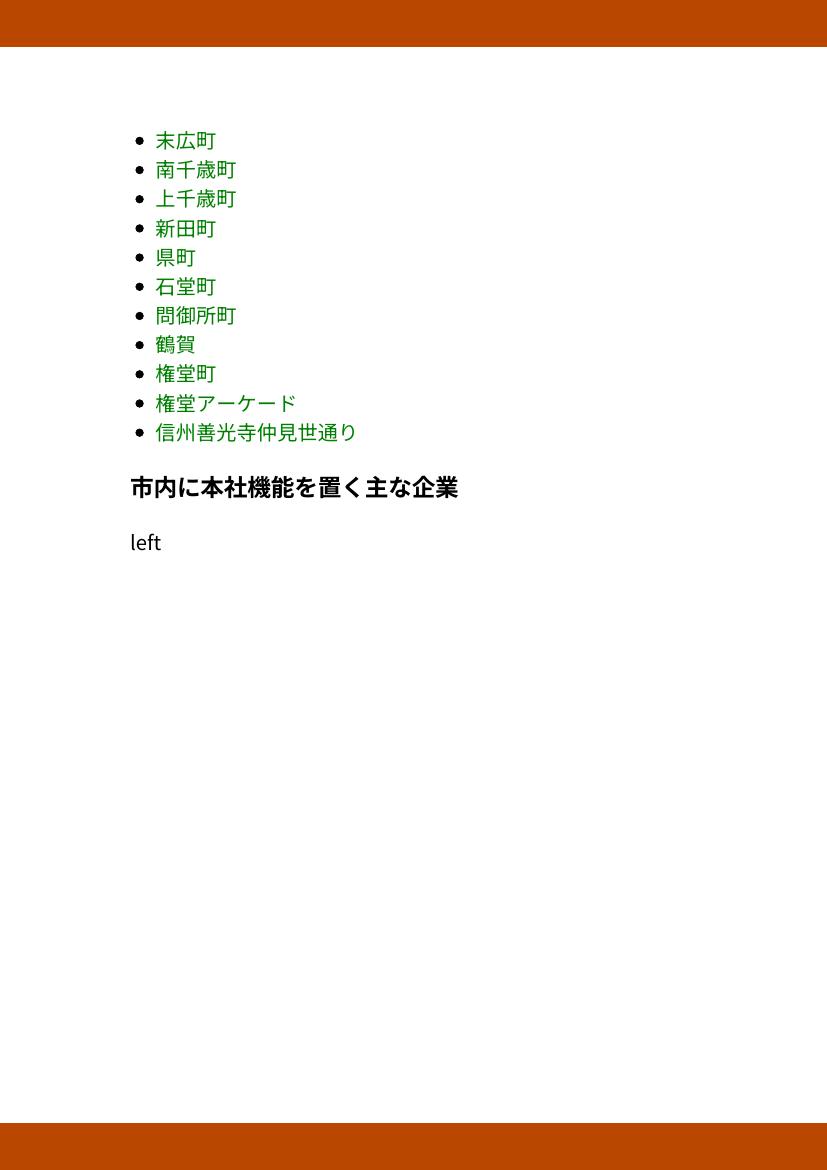 末広町
南千歳町
上千歳町
新田町
県町
石堂町
問御所町
鶴賀
権堂町
権堂アーケード
信州善光寺仲見世通り
市内に本社機能を置く主な企業
left